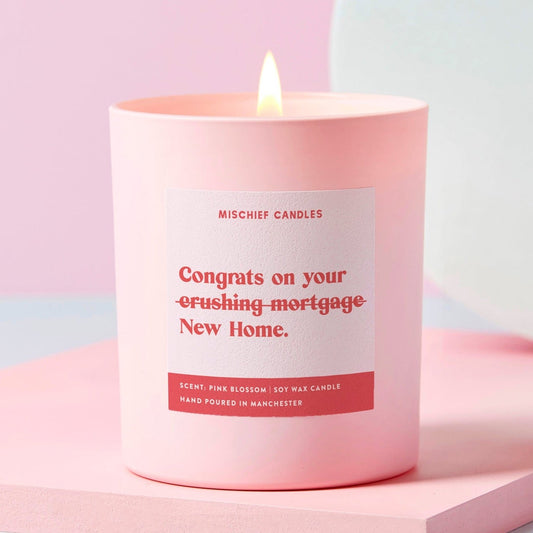 MISCHIEF CANDLES
Congrats on your
crushing mortgage
New Home.
SCENT: PINK BLOSSOM | SOY WAX CANDLE
HAND POURED IN MANCHESTER